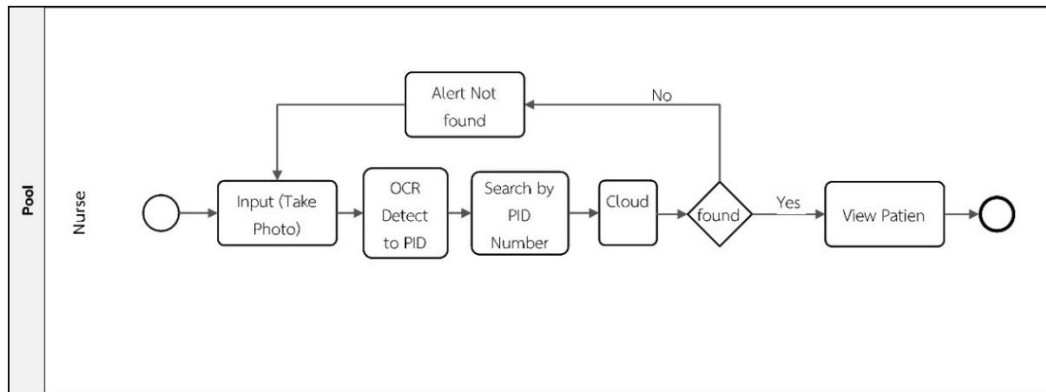 Pool
Nurse
Alert Not
found
No
Input (Take
Photo)
OCR
Detect
to PID
Search by
PID
Number
Cloud
found
Yes
View Patien